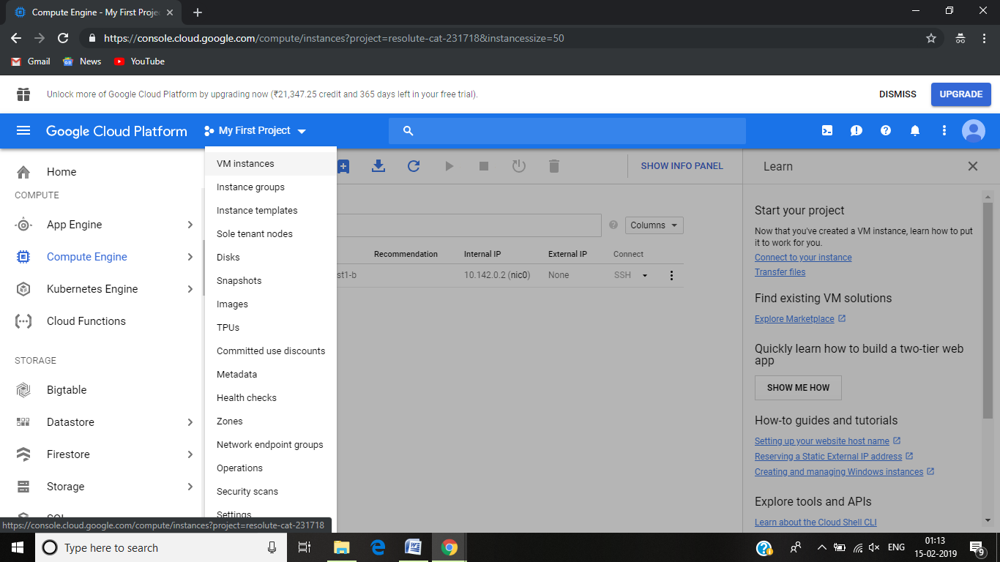 Compute Engine - My First Proje
https://console.cloud.google.com/compute/instances?project=resolute-cat-231718&instancessize=50
Gmail
News
YouTube
Unlock more of Google Cloud Platform by upgrading now (₹21,347.25 credit and 365 days left in your free trial).
DISMISS
UPGRADE
Google Cloud Platform
My First Project
Home
COMPUTE
App Engine
Compute Engine
Kubernetes Engine
Cloud Functions
STORAGE
Bigtable
Datastore
Firestore
Storage
VM instances
Instance groups
Instance templates
Sole tenant nodes
Disks
Snapshots
Images
TPUs
Committed use discounts
Metadata
Health checks
Zones
Network endpoint groups
Operations
Security scans
Settings
SHOW INFO PANEL
Columns
Recommendation Internal IP External IP Connect
st1-b 10.142.0.2 (nic0) None SSH
Learn
Start your project
Now that you've created a VM instance, learn how to put
it to work for you.
Connect to your instance
Transfer files
Find existing VM solutions
Explore Marketplace
Quickly learn how to build a two-tier web
app
SHOW ME HOW
How-to guides and tutorials
Setting up your website host name
Reserving a Static External IP address
Creating and managing Windows instances
Explore tools and APIs
Learn about the Cloud Shell CLI
https://console.cloud.google.com/compute/instances?project=resolute-cat-231718
Type here to search
ENG
01:13
15-02-2019
9